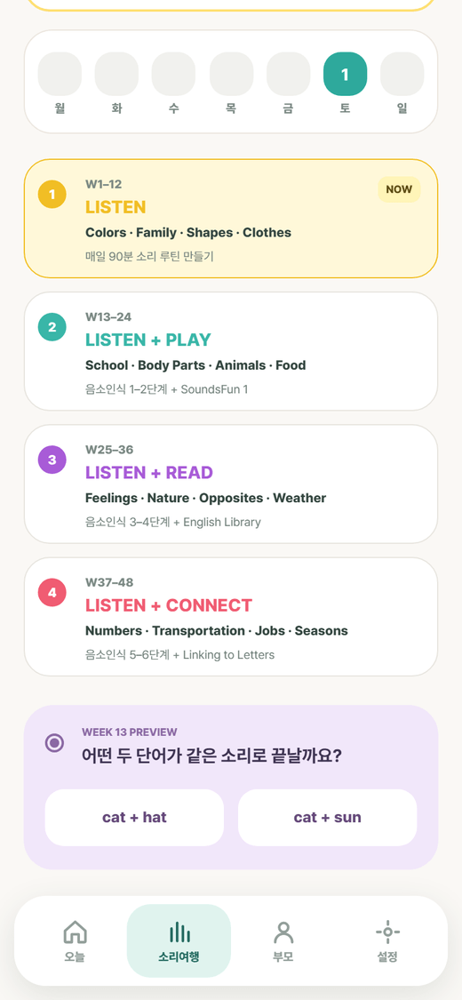 1
월 화 수 목 금 토 일
1
W1–12
NOW
LISTEN
Colors · Family · Shapes · Clothes
매일 90분 소리 루틴 만들기
2
W13–24
LISTEN + PLAY
School · Body Parts · Animals · Food
음소인식 1–2단계 + SoundsFun 1
3
W25–36
LISTEN + READ
Feelings · Nature · Opposites · Weather
음소인식 3–4단계 + English Library
4
W37–48
LISTEN + CONNECT
Numbers · Transportation · Jobs · Seasons
음소인식 5–6단계 + Linking to Letters
WEEK 13 PREVIEW
어떤 두 단어가 같은 소리로 끝날까요?
cat + hat
cat + sun
오늘 소리여행 부모 설정